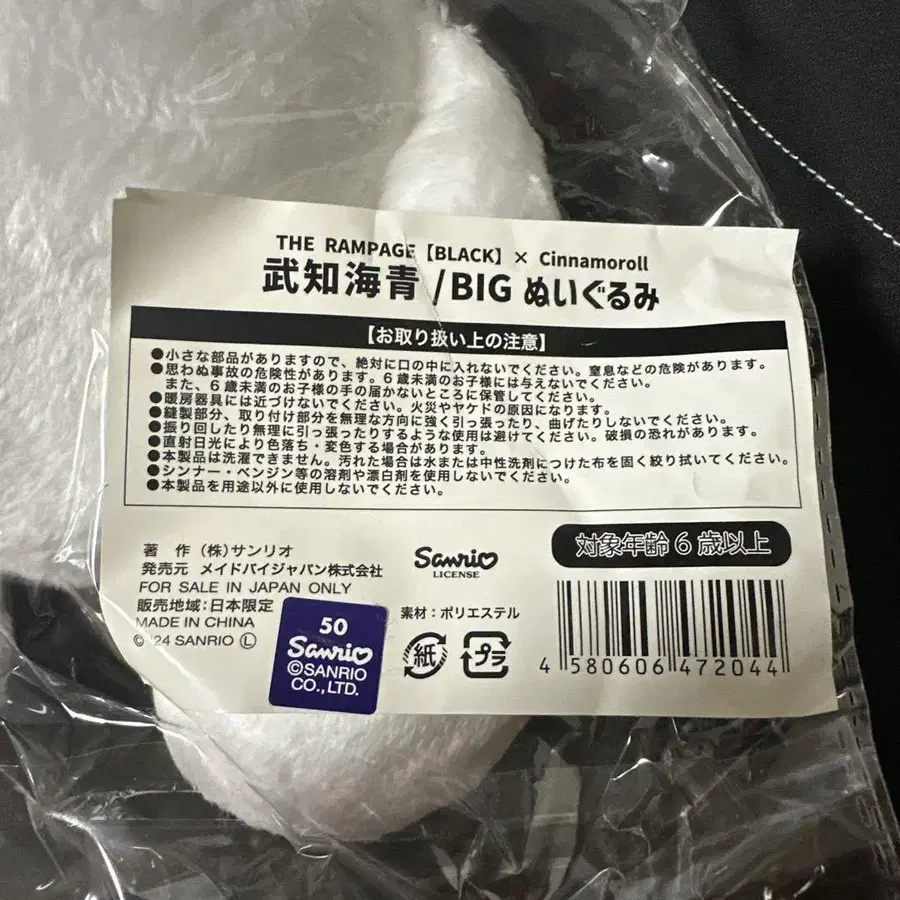 THE RAMPAGE【BLACK】× Cinnamoroll
武知海青 /BIG ぬいぐるみ
【お取り扱い上の注意】
●小さな部品がありますので、絶対に口の中に入れないでください。窒息などの危険があります。
●思わぬ事故の危険性があります。6歳未満のお子様には与えないでください。
また、6歳未満のお子様の手の届かないところに保管してください。
●暖房器具には近づけないでください。火災やヤケドの原因になります。
●縫製部分、取り付け部分を無理な方向に強く引っ張ったり、曲げたりしないでください。
●振り回したり無理に引っ張ったりするような使用は避けてください。破損の恐れがあります。
●直射日光により色落ち・変色する場合があります。
●本製品は洗濯できません。汚れた場合は水または中性洗剤につけた布を固く絞り拭いてください。
●シンナー・ベンジン等の溶剤や漂白剤を使用しないでください。
●本製品を用途以外に使用しないでください。
著 作 (株)サンリオ
発売元 メイドバイジャパン株式会社
FOR SALE IN JAPAN ONLY
販売地域:日本限定
MADE IN CHINA
©'24 SANRIO Ⓛ
50
Sanrio
©SANRIO
CO., LTD.
Sanrio
LICENSE
素材:ポリエステル
紙
プラ
対象年齢6歳以上
4 580606 472044